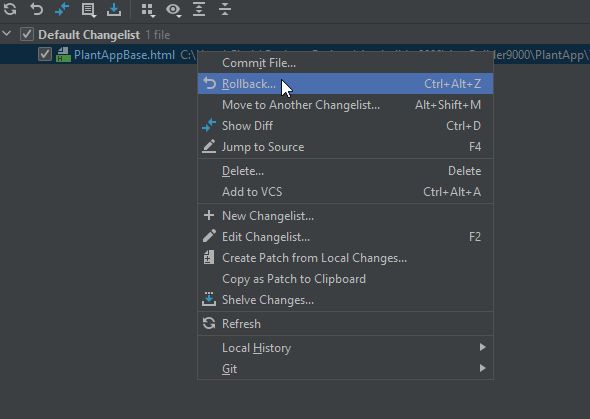 Default Changelist 1 file
PlantAppBase.html C:\ 9000\PlantApp\
Commit File...
Rollback... Ctrl+Alt+Z
Move to Another Changelist... Alt+Shift+M
Show Diff Ctrl+D
Jump to Source F4
Delete... Delete
Add to VCS Ctrl+Alt+A
New Changelist...
Edit Changelist... F2
Create Patch from Local Changes...
Copy as Patch to Clipboard
Shelve Changes...
Refresh
Local History
Git